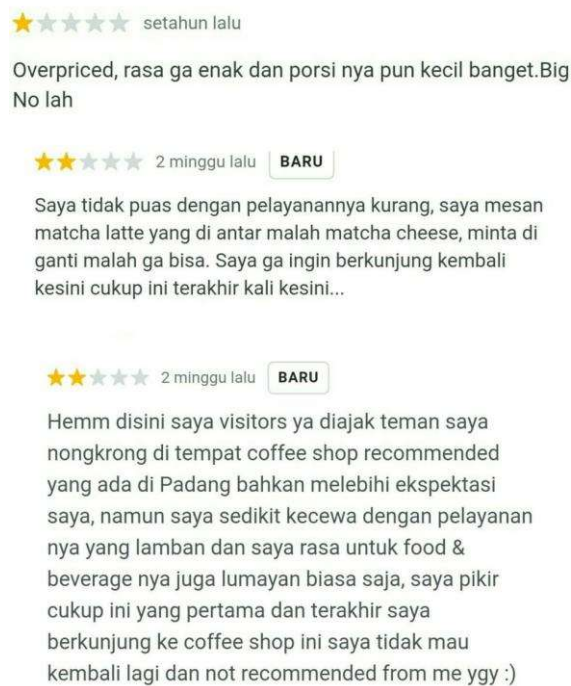 setahun lalu
Overpriced, rasa ga enak dan porsi nya pun kecil banget.Big
No lah
2 minggu lalu BARU
Saya tidak puas dengan pelayanannya kurang, saya mesan
matcha latte yang di antar malah matcha cheese, minta di
ganti malah ga bisa. Saya ga ingin berkunjung kembali
kesini cukup ini terakhir kali kesini...
2 minggu lalu BARU
Hemm disini saya visitors ya diajak teman saya
nongkrong di tempat coffee shop recommended
yang ada di Padang bahkan melebihi ekspektasi
saya, namun saya sedikit kecewa dengan pelayanan
nya yang lamban dan saya rasa untuk food &
beverage nya juga lumayan biasa saja, saya pikir
cukup ini yang pertama dan terakhir saya
berkunjung ke coffee shop ini saya tidak mau
kembali lagi dan not recommended from me ygy :)